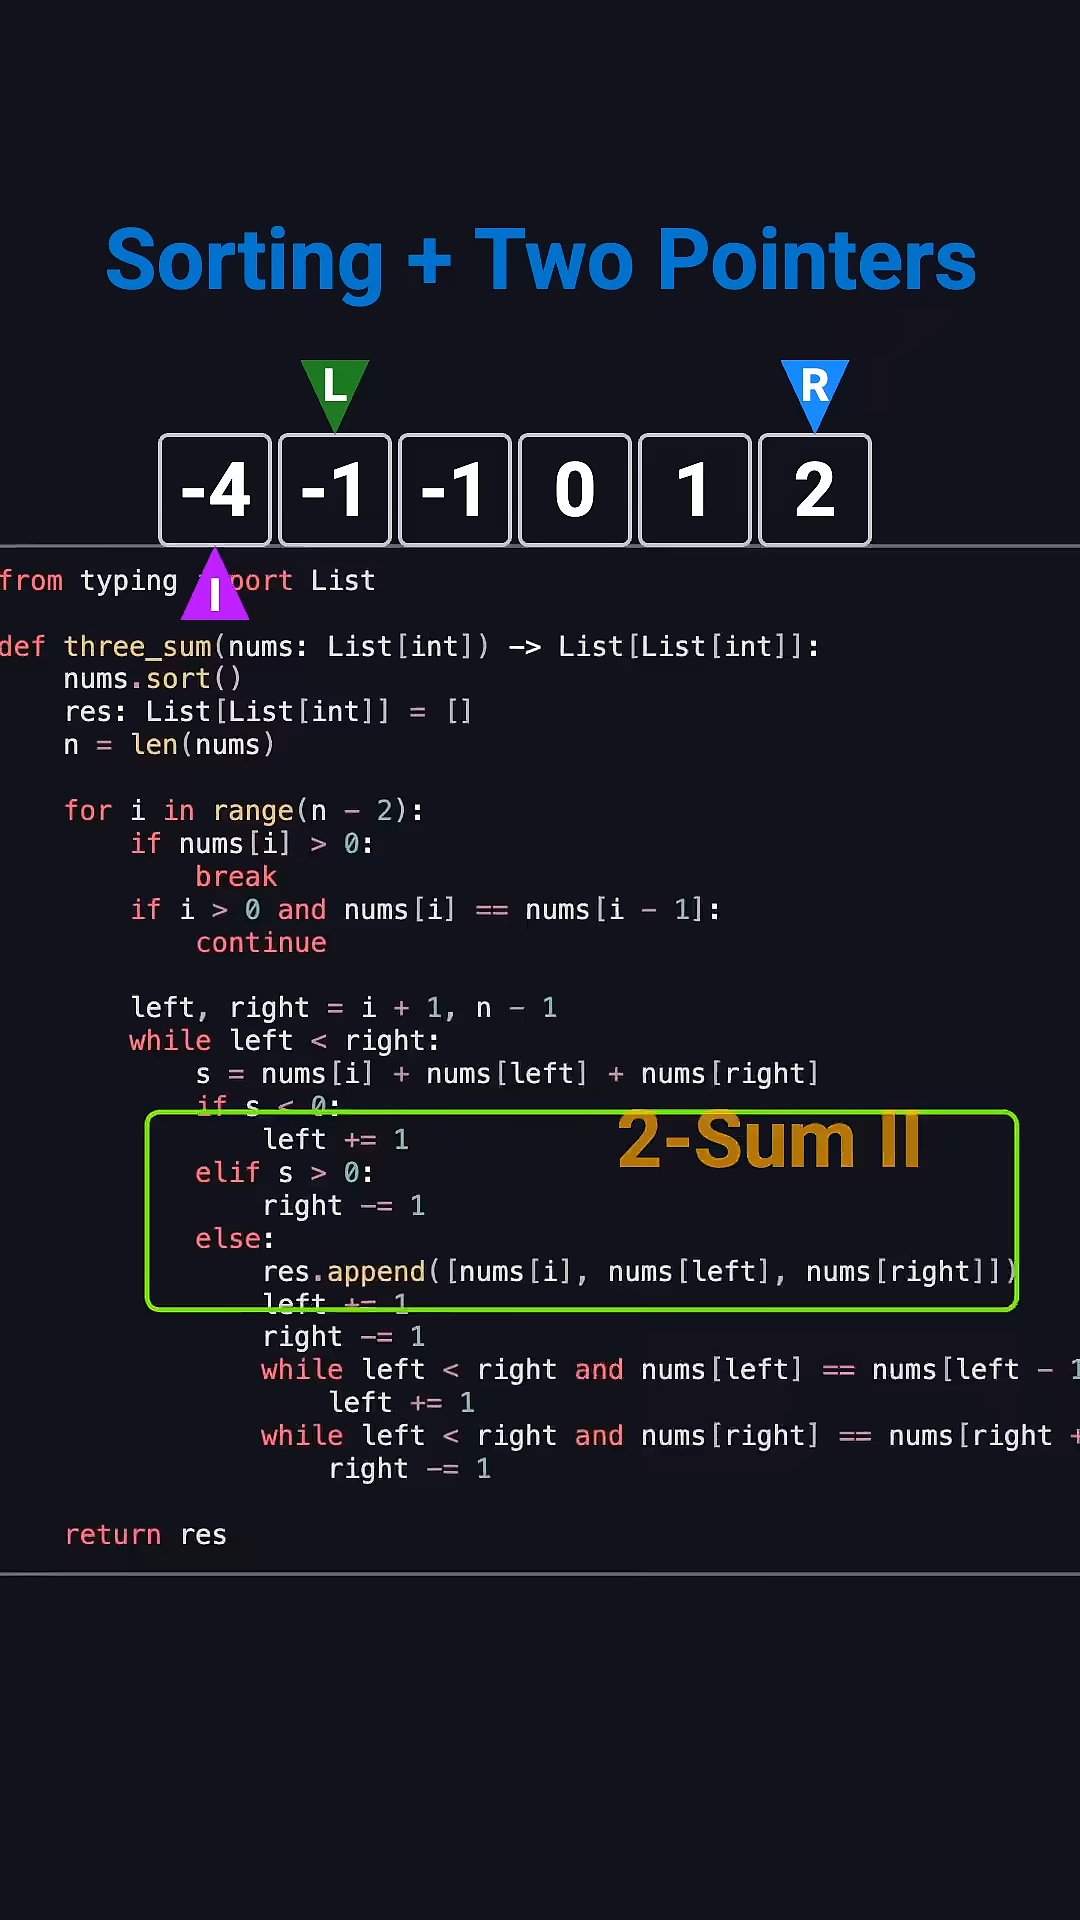 Sorting + Two Pointers
L R
-4 -1 -1 0 1 2
I
from typing port List
def three_sum(nums: List[int]) -> List[List[int]]:
    nums.sort()
    res: List[List[int]] = []
    n = len(nums)
    for i in range(n - 2):
        if nums[i] > 0:
            break
        if i > 0 and nums[i] == nums[i - 1]:
            continue
        left, right = i + 1, n - 1
        while left < right:
            s = nums[i] + nums[left] + nums[right]
            if s < 0:
                left += 1
2-Sum II
            elif s > 0:
                right -= 1
            else:
                res.append([nums[i], nums[left], nums[right]])
                left += 1
                right -= 1
                while left < right and nums[left] == nums[left - 1
                    left += 1
                while left < right and nums[right] == nums[right +
                    right -= 1
    return res